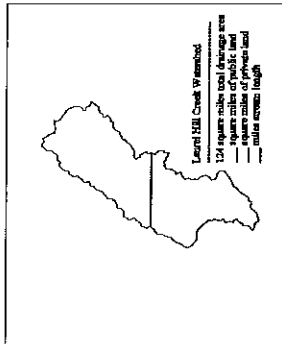 Laurel Hill Creek Watershed
124 square miles total drainage area
square miles of public land
square miles of private land
miles stream length